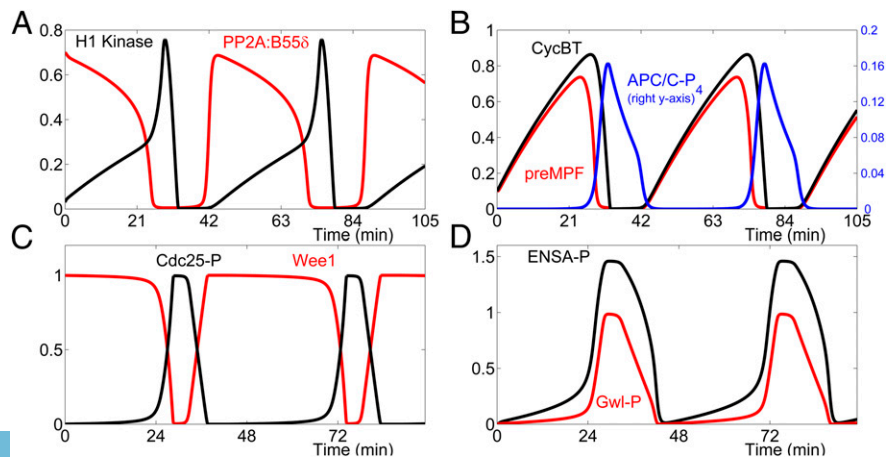 A
H1 Kinase
PP2A:B55δ
0.8
0.6
0.4
0.2
0
0 21 42 63 84 105
Time (min)
B
CycBT
APC/C-P4
(right y-axis)
preMPF
1
0.8
0.6
0.4
0.2
0
0.2
0.16
0.12
0.08
0.04
0
0 21 42 63 84 105
Time (min)
C
Cdc25-P
Wee1
1
0.5
0
0 24 48 72
Time (min)
D
ENSA-P
Gwl-P
1.5
1
0.5
0
0 24 48 72
Time (min)